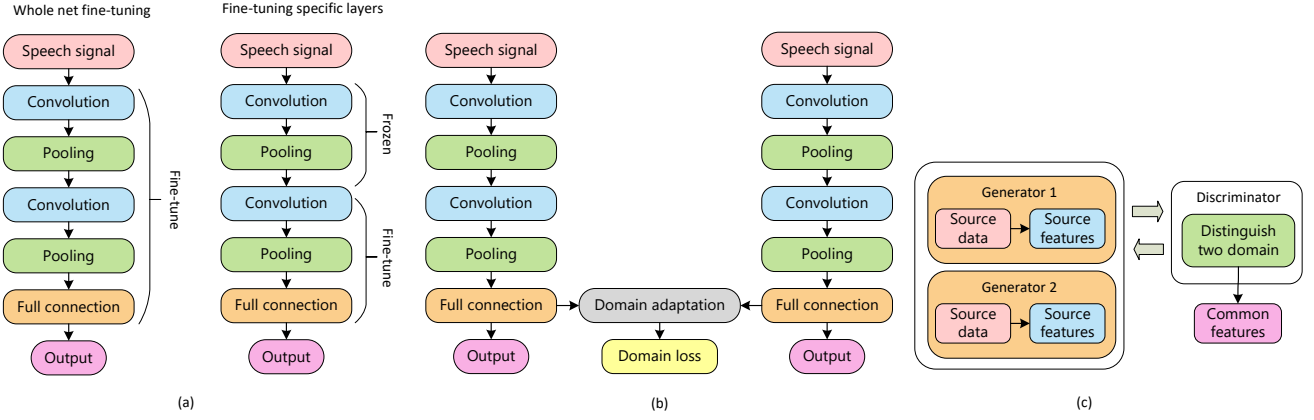 Whole net fine-tuning
Speech signal
Convolution
Pooling
Convolution
Pooling
Full connection
Output
Fine-tune
Fine-tuning specific layers
Speech signal
Convolution
Pooling
Convolution
Pooling
Full connection
Output
Frozen
Fine-tune
(a)
Speech signal
Convolution
Pooling
Convolution
Pooling
Full connection
Output
Domain adaptation
Domain loss
Speech signal
Convolution
Pooling
Convolution
Pooling
Full connection
Output
(b)
Generator 1
Source
data
Source
features
Generator 2
Source
data
Source
features
Discriminator
Distinguish
two domain
Common
features
(c)